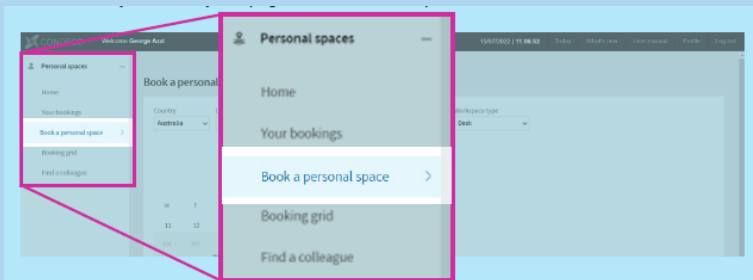 CONDECO Welcome George Azzi 15/07/2022 | 11:06:52 Today What's new User manual Profile Log out
Personal spaces
Home
Your bookings
Book a personal space
Booking grid
Find a colleague
Book a personal
Country
Australia
Workspace type
Desk
M T
11 12
Personal spaces
Home
Your bookings
Book a personal space
Booking grid
Find a colleague